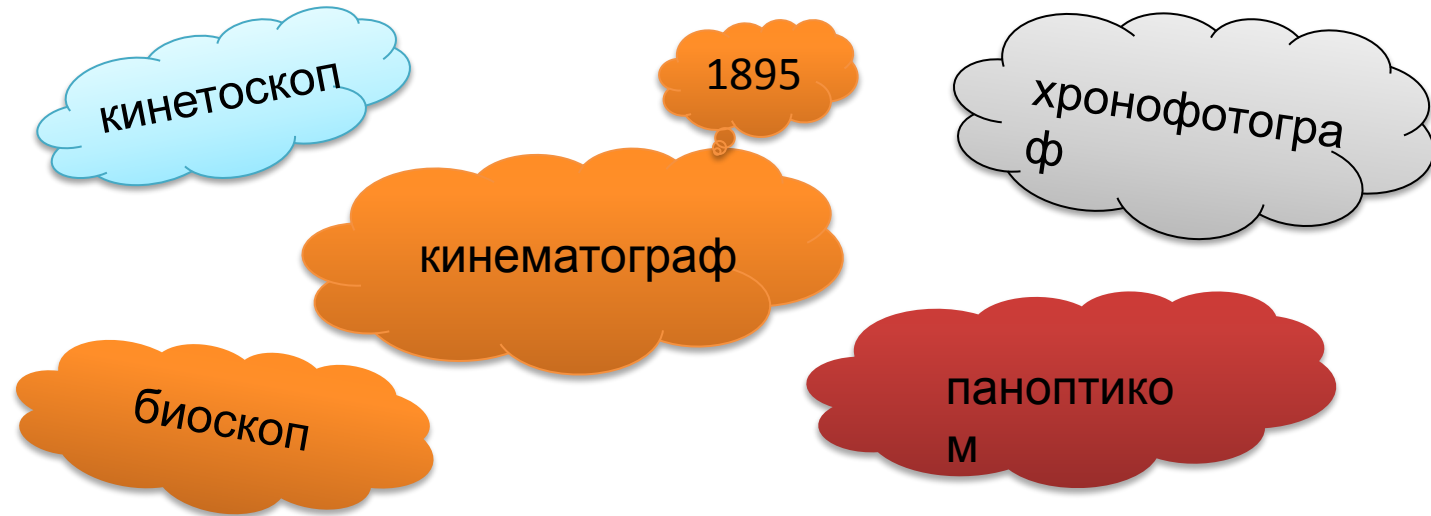 кинетоскоп
1895
хронофотогра
ф
кинематограф
биоскоп
паноптико
м